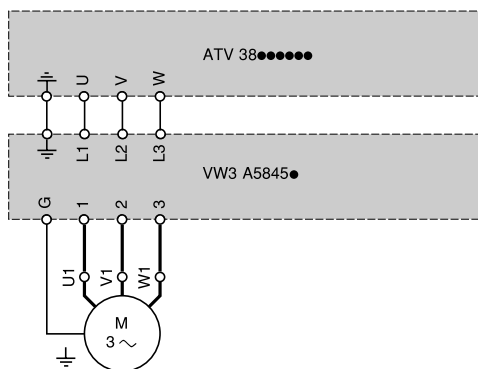 ATV 38●●●●●●
U V W
L1 L2 L3
VW3 A5845●
G 1 2 3
U1 V1 W1
M
3 ~